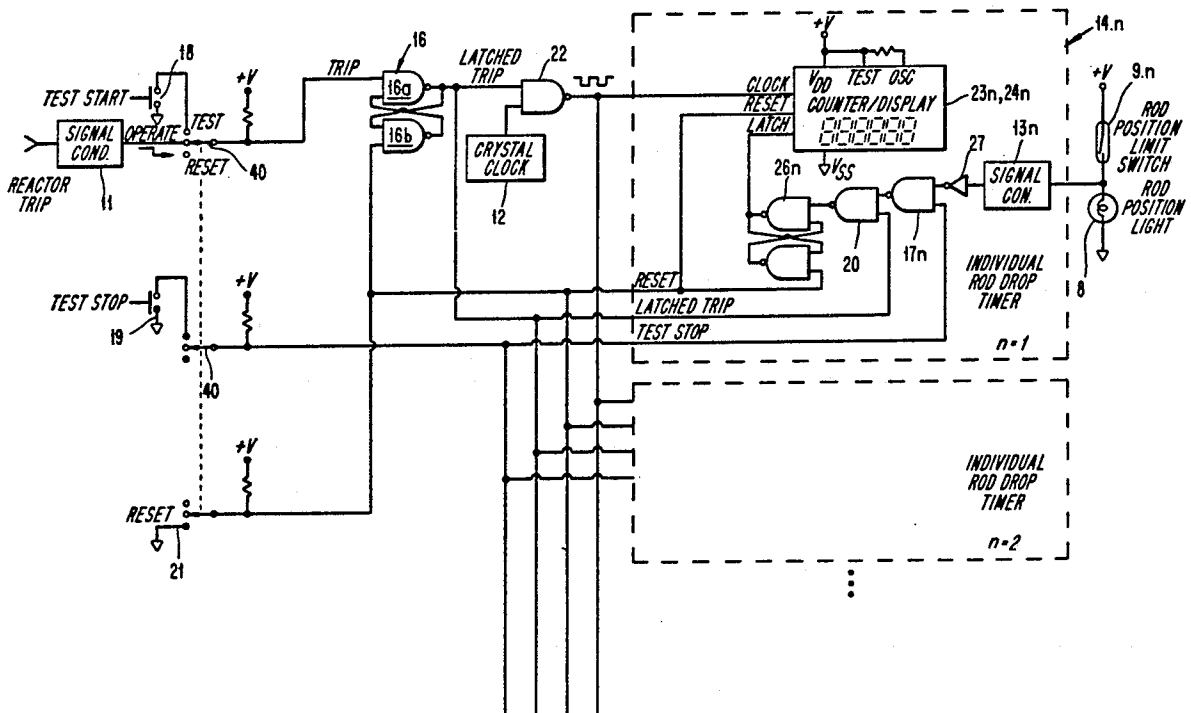 14.n
+V
18
16
LATCHED
TRIP
22
TRIP
+V
16a
16b
TEST START
TEST
OPERATE
RESET
SIGNAL
COND.
REACTOR
TRIP
11
40
CRYSTAL
CLOCK
12
CLOCK
RESET
LATCH
VDD TEST OSC
COUNTER/DISPLAY
VSS
23n, 24n
26n
20
17n
27
13n
SIGNAL
CON.
+V
9.n
ROD
POSITION
LIMIT
SWITCH
ROD
POSITION
LIGHT
8
INDIVIDUAL
ROD DROP
TIMER
n=1
RESET
LATCHED TRIP
TEST STOP
TEST STOP
19
+V
40
+V
RESET
21
INDIVIDUAL
ROD DROP
TIMER
n=2